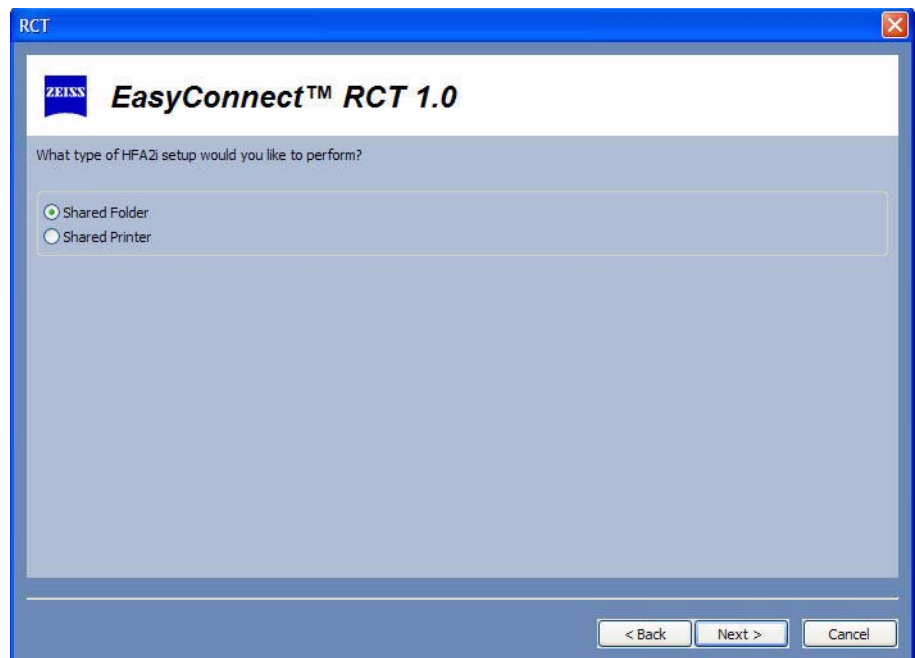 RCT
ZEISS
EasyConnect™ RCT 1.0
What type of HFA2i setup would you like to perform?
Shared Folder
Shared Printer
< Back
Next >
Cancel